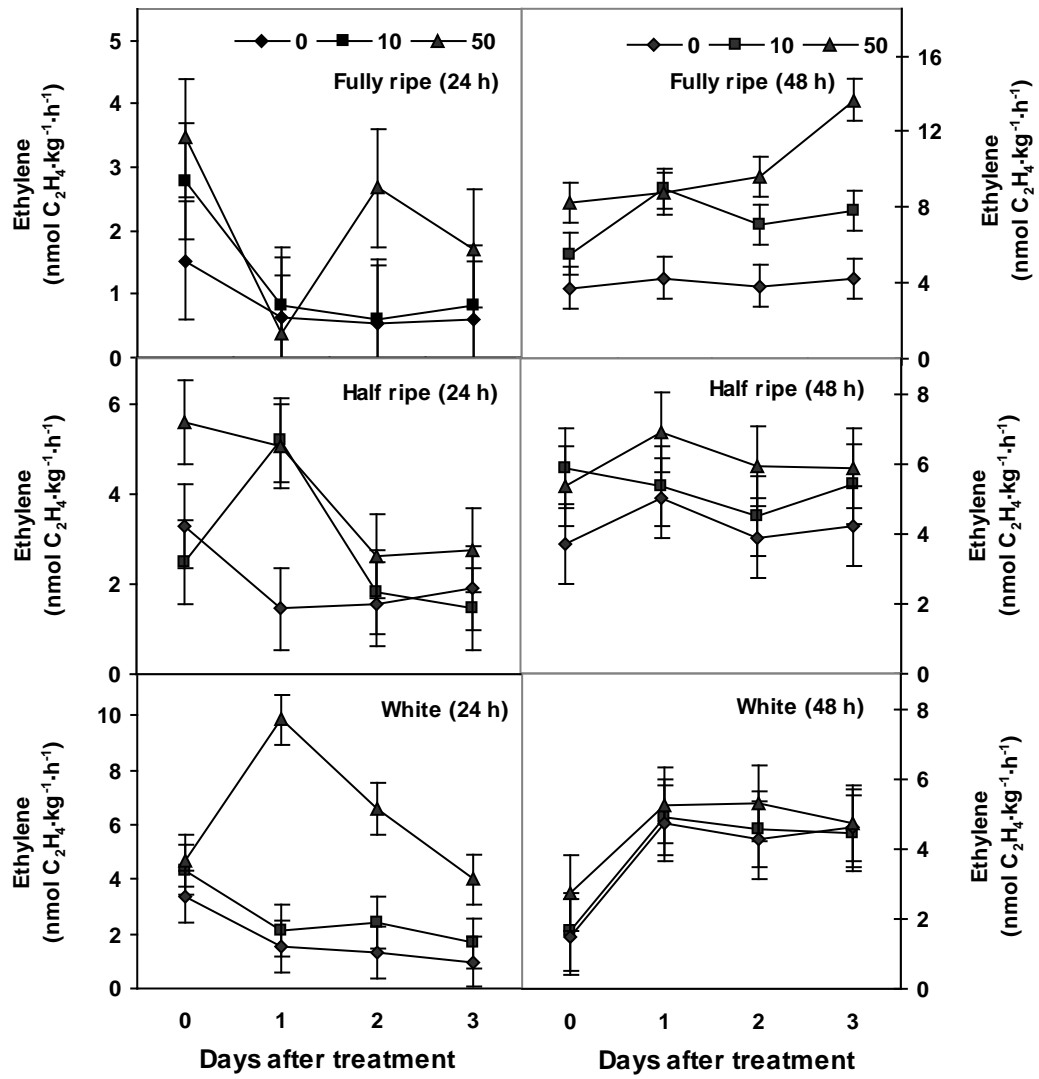 0 10 50
Fully ripe (24 h)
5
4
3
2
1
0
Ethylene
(nmol C₂H₄·kg⁻¹·h⁻¹)
0 10 50
Fully ripe (48 h)
16
12
8
4
0
Ethylene
(nmol C₂H₄·kg⁻¹·h⁻¹)
Half ripe (24 h)
6
4
2
0
Ethylene
(nmol C₂H₄·kg⁻¹·h⁻¹)
Half ripe (48 h)
8
6
4
2
0
Ethylene
(nmol C₂H₄·kg⁻¹·h⁻¹)
White (24 h)
10
8
6
4
2
0
Ethylene
(nmol C₂H₄·kg⁻¹·h⁻¹)
White (48 h)
8
6
4
2
0
Ethylene
(nmol C₂H₄·kg⁻¹·h⁻¹)
0 1 2 3
Days after treatment
0 1 2 3
Days after treatment